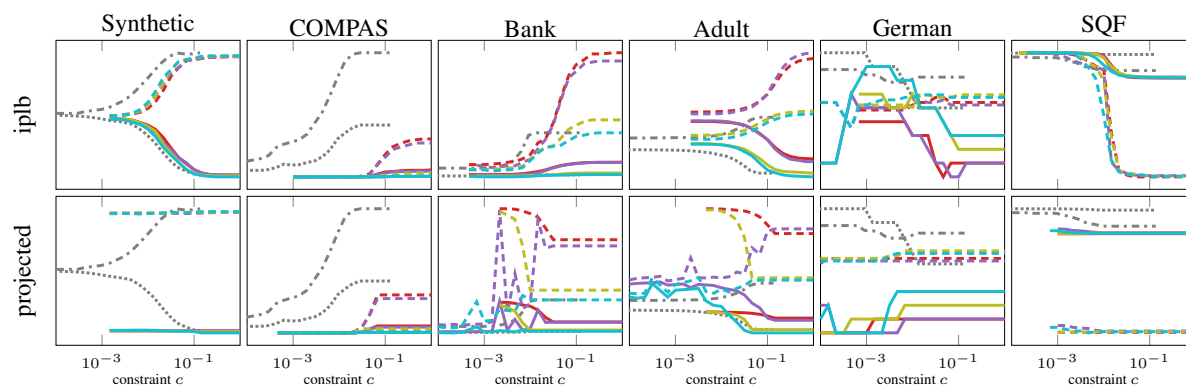 Synthetic COMPAS Bank Adult German SQF
iplb
projected
10⁻³ 10⁻¹ 10⁻³ 10⁻¹ 10⁻³ 10⁻¹ 10⁻³ 10⁻¹ 10⁻³ 10⁻¹ 10⁻³ 10⁻¹
constraint c constraint c constraint c constraint c constraint c constraint c